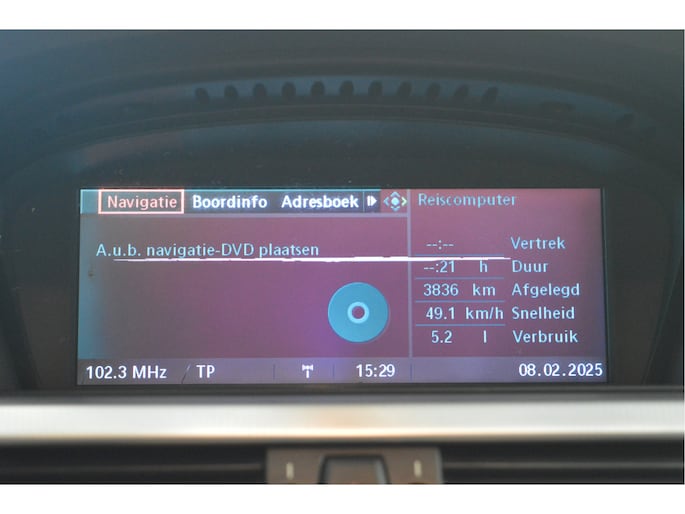 Navigatie Boordinfo Adresboek
Reiscomputer
A.u.b. navigatie-DVD plaatsen
--:-- Vertrek
--:21 h Duur
3836 km Afgelegd
49.1 km/h Snelheid
5.2 l Verbruik
102.3 MHz / TP 15:29 08.02.2025